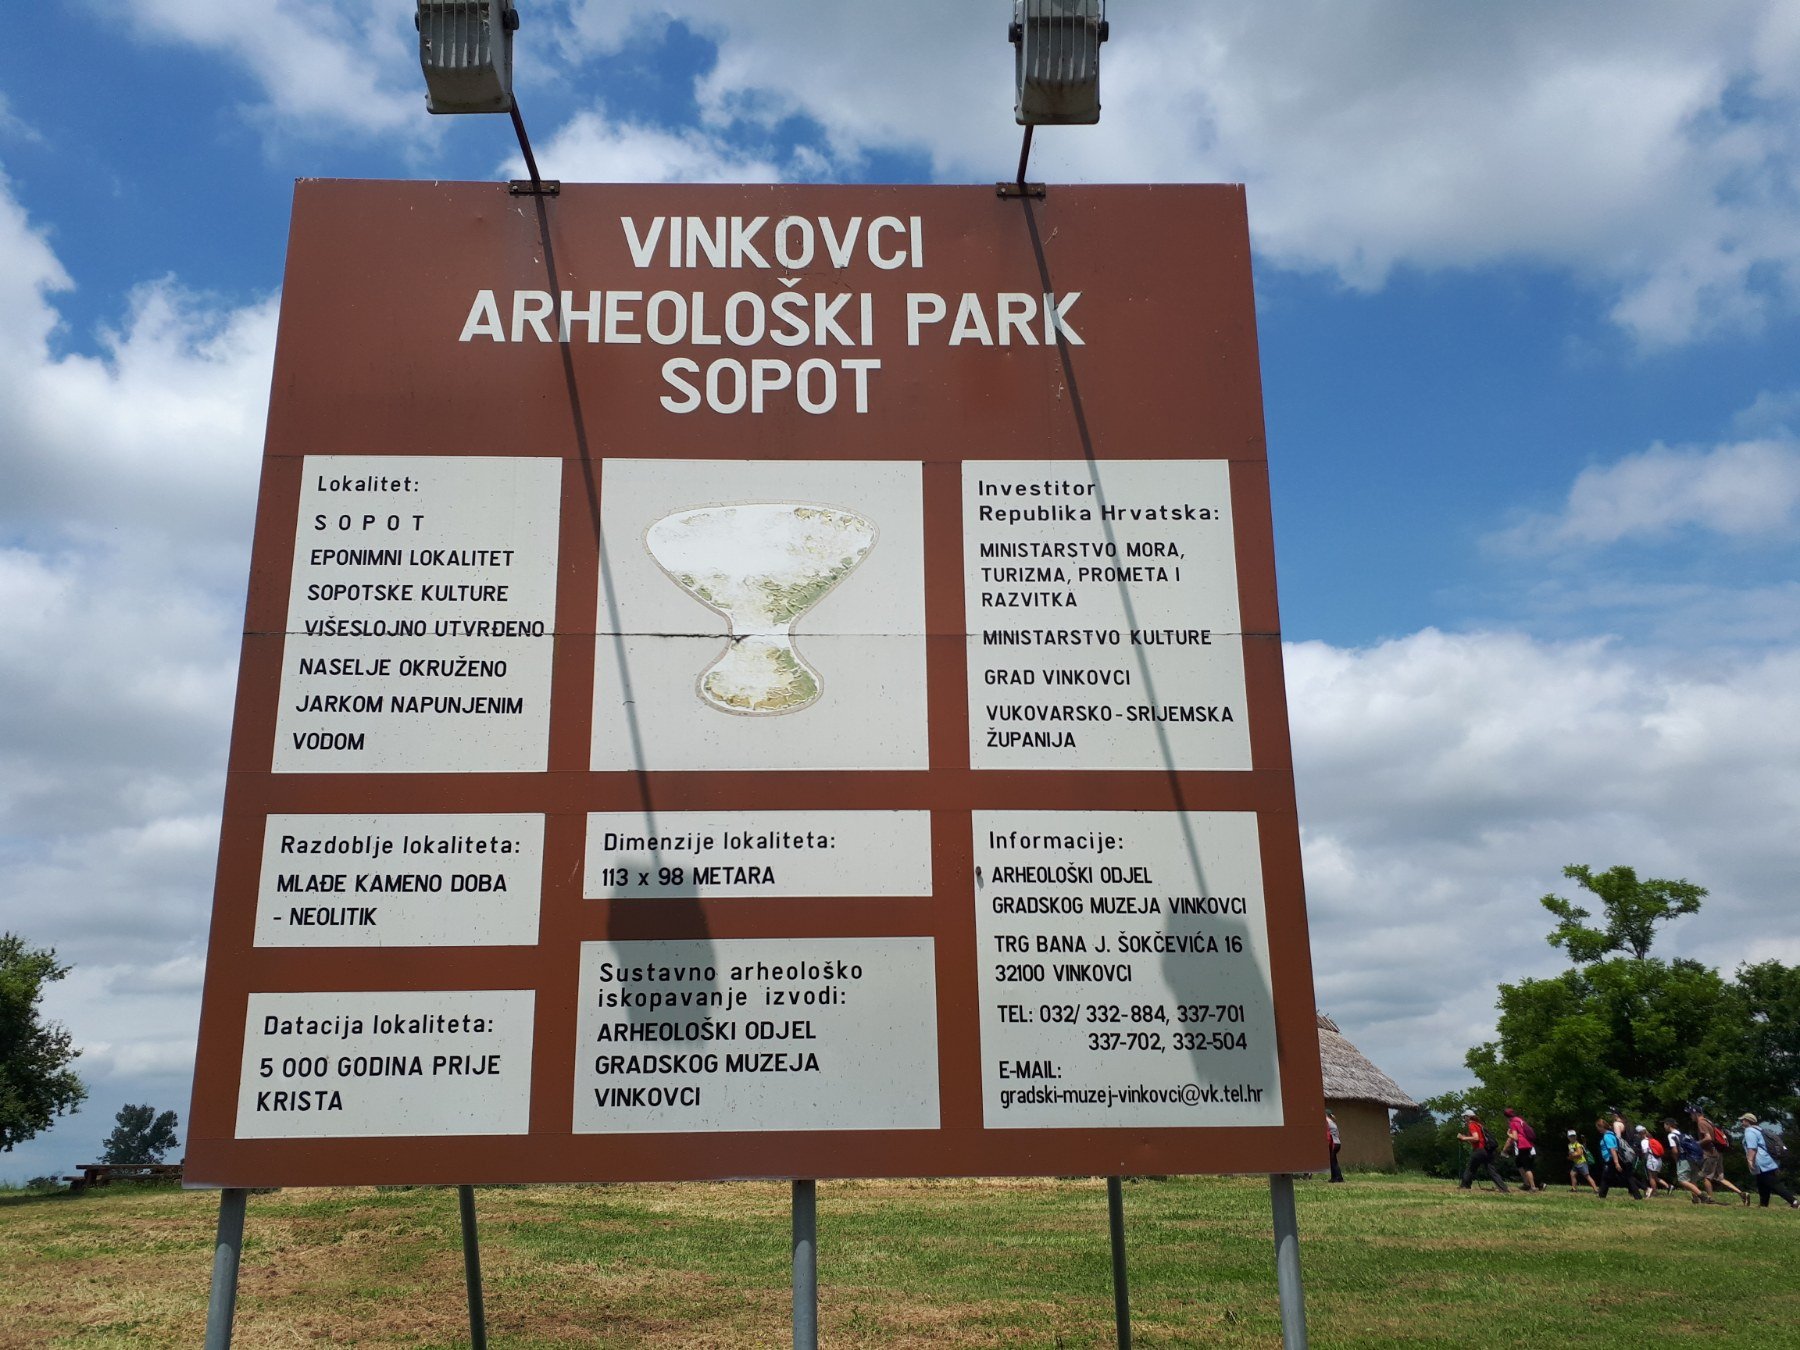 VINKOVCI
ARHEOLOŠKI PARK
SOPOT
Lokalitet:
SOPOT
EPONIMNI LOKALITET
SOPOTSKE KULTURE
VIŠESLOJNO UTVRĐENO
NASELJE OKRUŽENO
JARKOM NAPUNJENIM
VODOM
Razdoblje lokaliteta:
MLAĐE KAMENO DOBA
- NEOLITIK
Datacija lokaliteta:
5 000 GODINA PRIJE
KRISTA
Dimenzije lokaliteta:
113 x 98 METARA
Sustavno arheološko
iskopavanje izvodi:
ARHEOLOŠKI ODJEL
GRADSKOG MUZEJA
VINKOVCI
Investitor
Republika Hrvatska:
MINISTARSTVO MORA,
TURIZMA, PROMETA I
RAZVITKA
MINISTARSTVO KULTURE
GRAD VINKOVCI
VUKOVARSKO-SRIJEMSKA
ŽUPANIJA
Informacije:
ARHEOLOŠKI ODJEL
GRADSKOG MUZEJA VINKOVCI
TRG BANA J. ŠOKČEVIĆA 16
32100 VINKOVCI
TEL: 032/ 332-884, 337-701
337-702, 332-504
E-MAIL:
gradski-muzej-vinkovci@vk.tel.hr